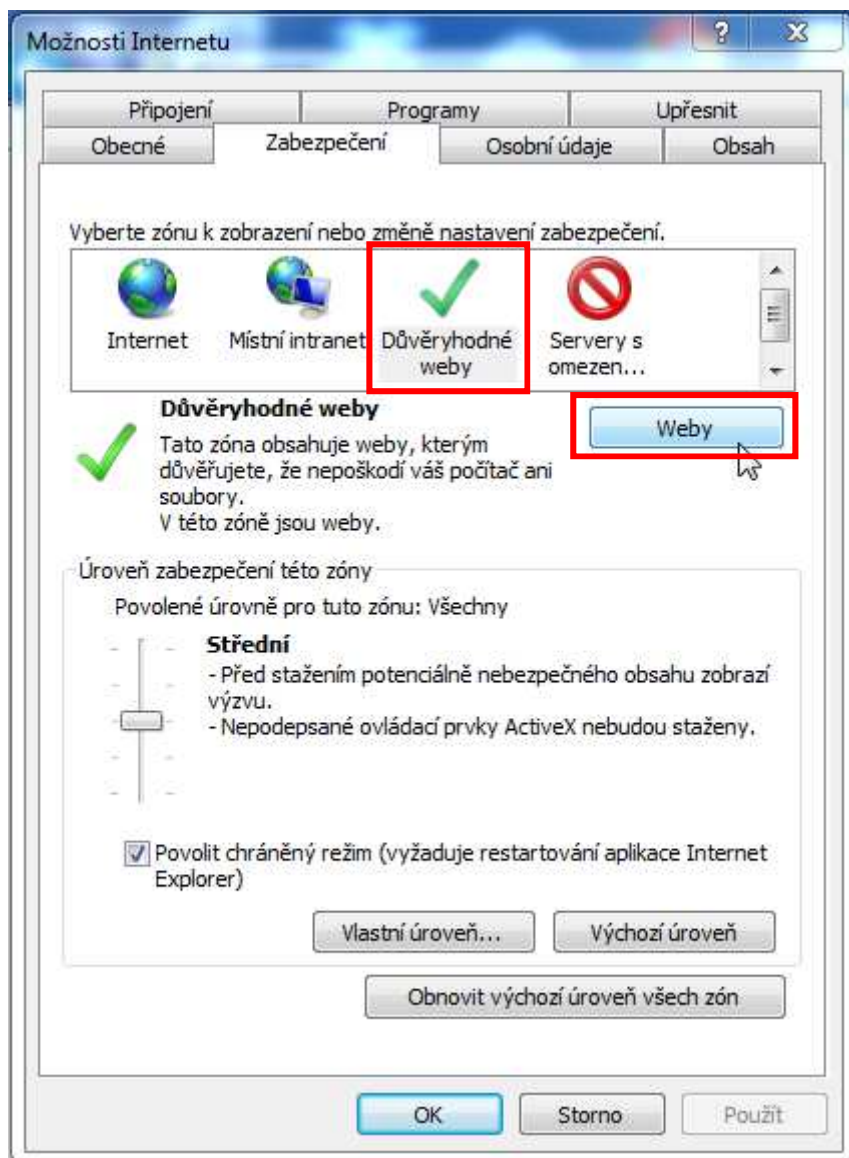 Možnosti Internetu
Připojení Programy Upřesnit
Obecné Zabezpečení Osobní údaje Obsah
Vyberte zónu k zobrazení nebo změně nastavení zabezpečení.
Internet Místní intranet Důvěryhodné weby Servery s omezen...
Důvěryhodné weby
Weby
Tato zóna obsahuje weby, kterým
důvěřujete, že nepoškodí váš počítač ani
soubory.
V této zóně jsou weby.
Úroveň zabezpečení této zóny
Povolené úrovně pro tuto zónu: Všechny
Střední
- Před stažením potenciálně nebezpečného obsahu zobrazí
výzvu.
- Nepodepsané ovládací prvky ActiveX nebudou staženy.
Povolit chráněný režim (vyžaduje restartování aplikace Internet
Explorer)
Vlastní úroveň... Výchozí úroveň
Obnovit výchozí úroveň všech zón
OK Storno Použít